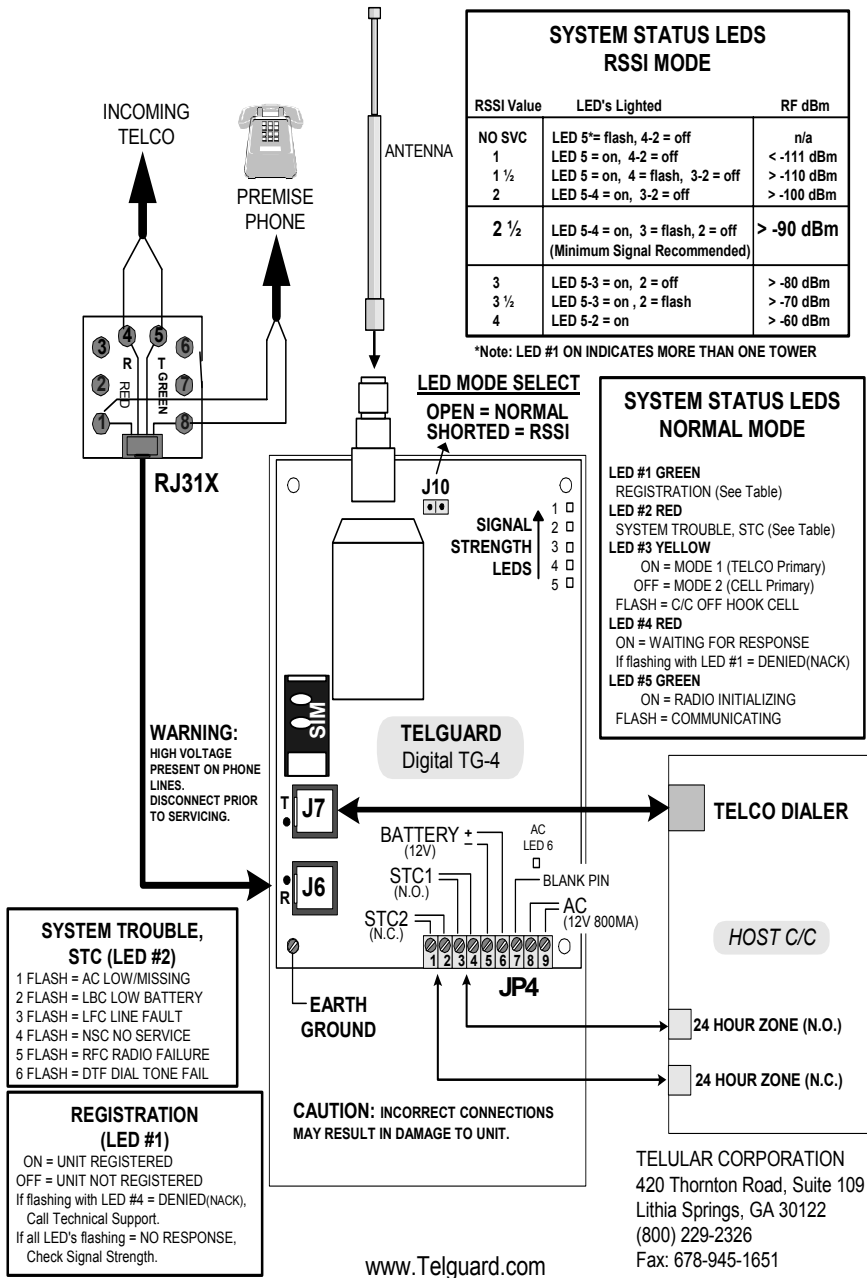 INCOMING
TELCO
PREMISE
PHONE
ANTENNA
SYSTEM STATUS LEDS
RSSI MODE
RSSI Value LED's Lighted RF dBm
NO SVC LED 5*= flash, 4-2 = off n/a
1 LED 5 = on, 4-2 = off < -111 dBm
1 ½ LED 5 = on, 4 = flash, 3-2 = off > -110 dBm
2 LED 5-4 = on, 3-2 = off > -100 dBm
2 ½ LED 5-4 = on, 3 = flash, 2 = off > -90 dBm
(Minimum Signal Recommended)
3 LED 5-3 = on, 2 = off > -80 dBm
3 ½ LED 5-3 = on , 2 = flash > -70 dBm
4 LED 5-2 = on > -60 dBm
*Note: LED #1 ON INDICATES MORE THAN ONE TOWER
3 4 5 6
R T
2 RED GREEN 7
1 8
RJ31X
LED MODE SELECT
OPEN = NORMAL
SHORTED = RSSI
J10
SIGNAL
STRENGTH
LEDS
1
2
3
4
5
SYSTEM STATUS LEDS
NORMAL MODE
LED #1 GREEN
REGISTRATION (See Table)
LED #2 RED
SYSTEM TROUBLE, STC (See Table)
LED #3 YELLOW
ON = MODE 1 (TELCO Primary)
OFF = MODE 2 (CELL Primary)
FLASH = C/C OFF HOOK CELL
LED #4 RED
ON = WAITING FOR RESPONSE
If flashing with LED #1 = DENIED(NACK)
LED #5 GREEN
ON = RADIO INITIALIZING
FLASH = COMMUNICATING
WARNING:
HIGH VOLTAGE
PRESENT ON PHONE
LINES.
DISCONNECT PRIOR
TO SERVICING.
SIM
TELGUARD
Digital TG-4
T J7
R J6
TELCO DIALER
BATTERY + –
(12V)
AC
LED 6
STC1
(N.O.)
BLANK PIN
STC2
(N.C.)
AC
(12V 800MA)
1 2 3 4 5 6 7 8 9
JP4
EARTH
GROUND
HOST C/C
24 HOUR ZONE (N.O.)
24 HOUR ZONE (N.C.)
SYSTEM TROUBLE,
STC (LED #2)
1 FLASH = AC LOW/MISSING
2 FLASH = LBC LOW BATTERY
3 FLASH = LFC LINE FAULT
4 FLASH = NSC NO SERVICE
5 FLASH = RFC RADIO FAILURE
6 FLASH = DTF DIAL TONE FAIL
REGISTRATION
(LED #1)
ON = UNIT REGISTERED
OFF = UNIT NOT REGISTERED
If flashing with LED #4 = DENIED(NACK),
Call Technical Support.
If all LED's flashing = NO RESPONSE,
Check Signal Strength.
CAUTION: INCORRECT CONNECTIONS
MAY RESULT IN DAMAGE TO UNIT.
TELULAR CORPORATION
420 Thornton Road, Suite 109
Lithia Springs, GA 30122
(800) 229-2326
Fax: 678-945-1651
www.Telguard.com